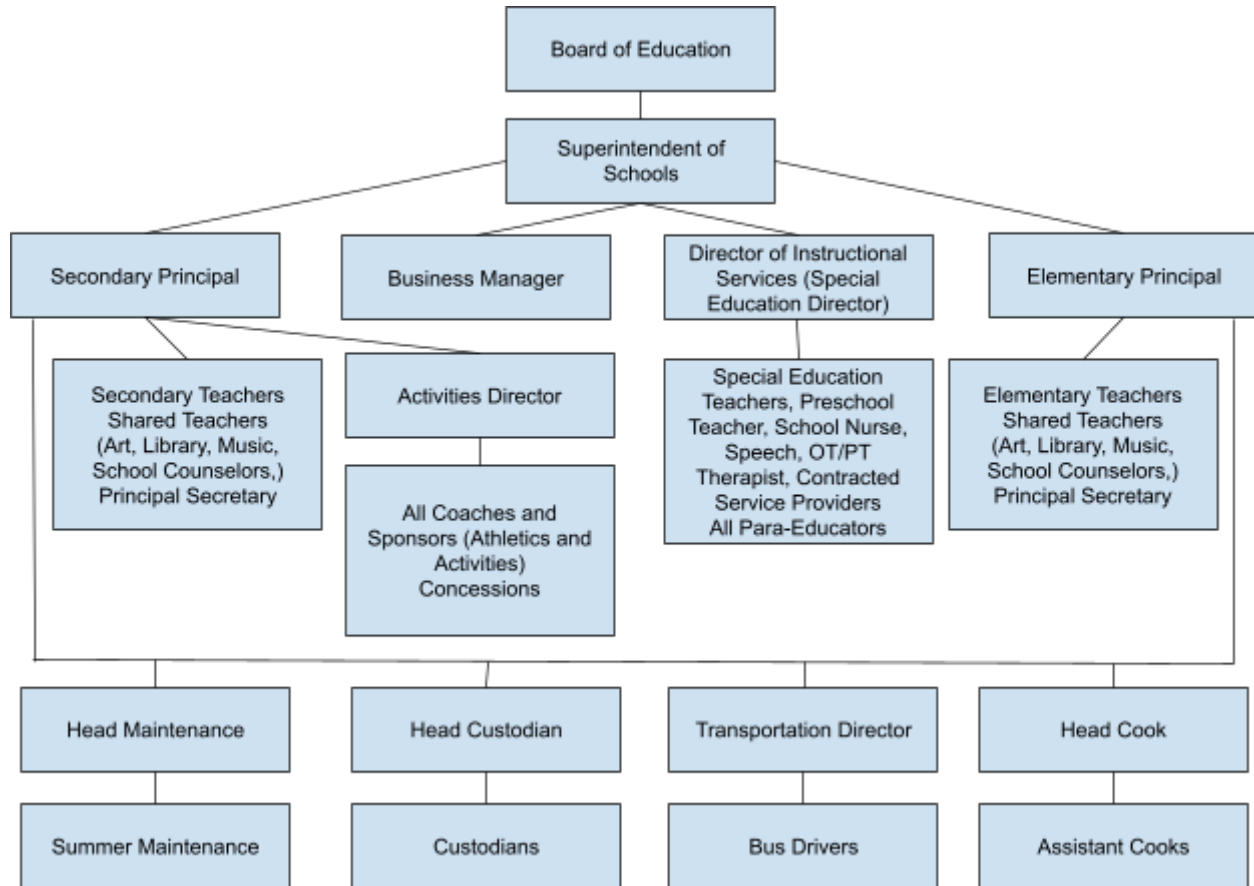 Board of Education
Superintendent of
Schools
Secondary Principal
Business Manager
Director of Instructional
Services (Special
Education Director)
Elementary Principal
Secondary Teachers
Shared Teachers
(Art, Library, Music,
School Counselors,)
Principal Secretary
Activities Director
Special Education
Teachers, Preschool
Teacher, School Nurse,
Speech, OT/PT
Therapist, Contracted
Service Providers
All Para-Educators
Elementary Teachers
Shared Teachers
(Art, Library, Music,
School Counselors,)
Principal Secretary
All Coaches and
Sponsors (Athletics and
Activities)
Concessions
Head Maintenance
Head Custodian
Transportation Director
Head Cook
Summer Maintenance
Custodians
Bus Drivers
Assistant Cooks